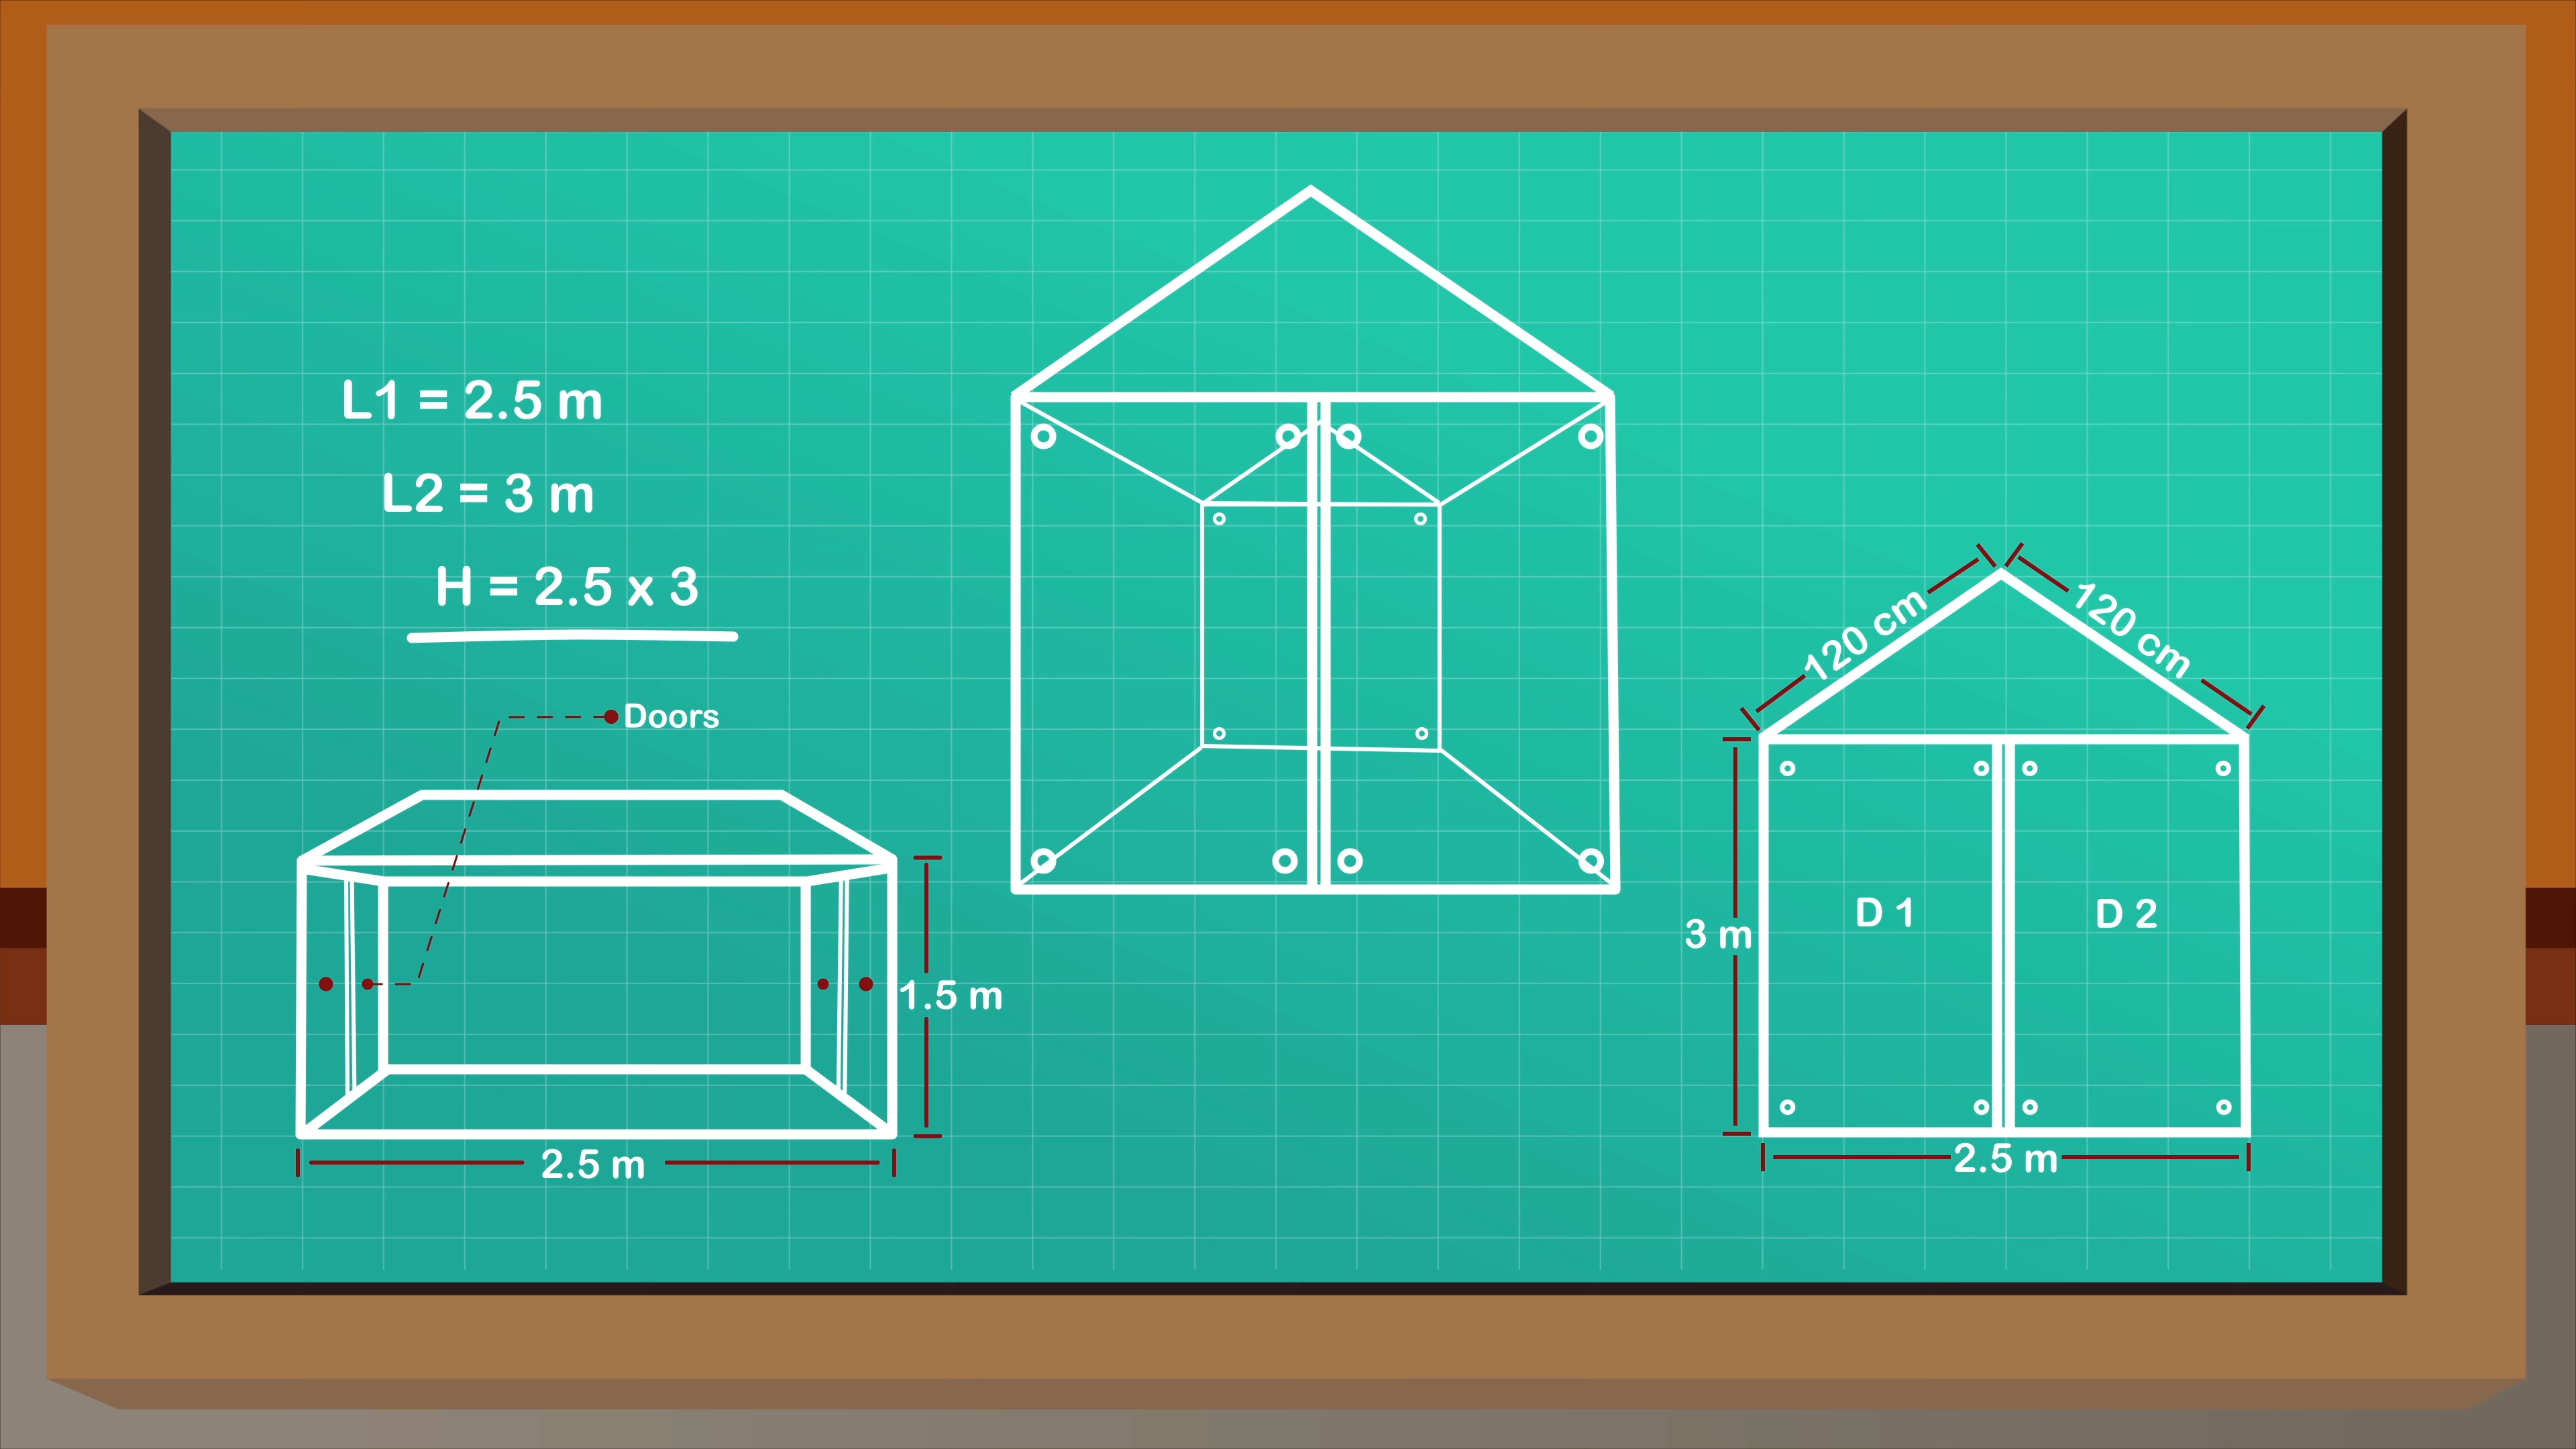 L1 = 2.5 m
L2 = 3 m
H = 2.5 x 3
Doors
1.5 m
2.5 m
120 cm
120 cm
3 m
D 1
D 2
2.5 m